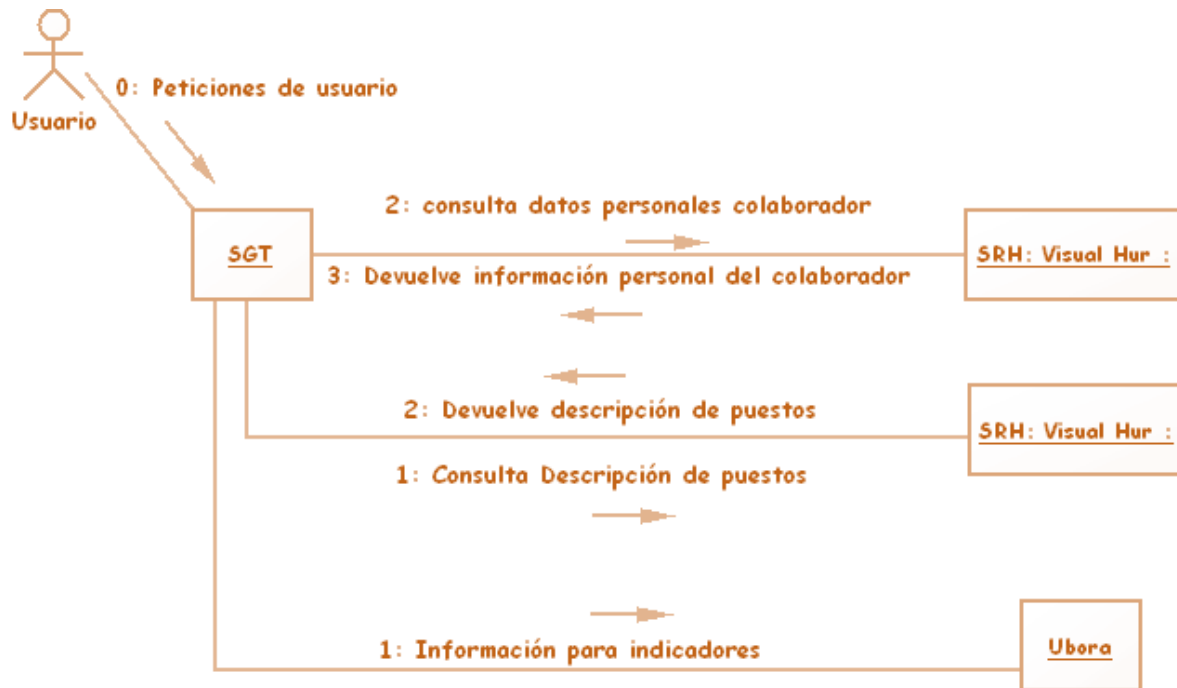 0: Peticiones de usuario
Usuario
2: consulta datos personales colaborador
SGT
SRH: Visual Hur :
3: Devuelve información personal del colaborador
2: Devuelve descripción de puestos
SRH: Visual Hur :
1: Consulta Descripción de puestos
1: Información para indicadores
Ubora